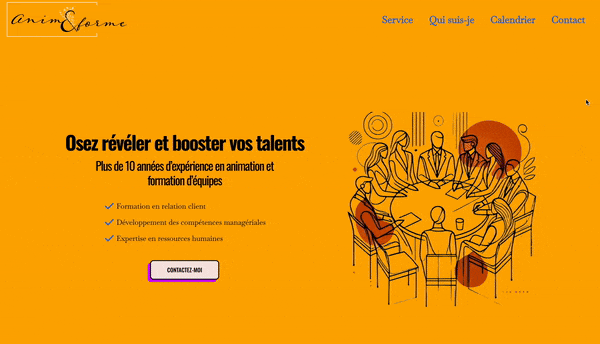 Anim&forme
Service Qui suis-je Calendrier Contact
Osez révéler et booster vos talents
Plus de 10 années d'expérience en animation et
formation d'équipes
Formation en relation client
Développement des compétences managériales
Expertise en ressources humaines
CONTACTEZ-MOI